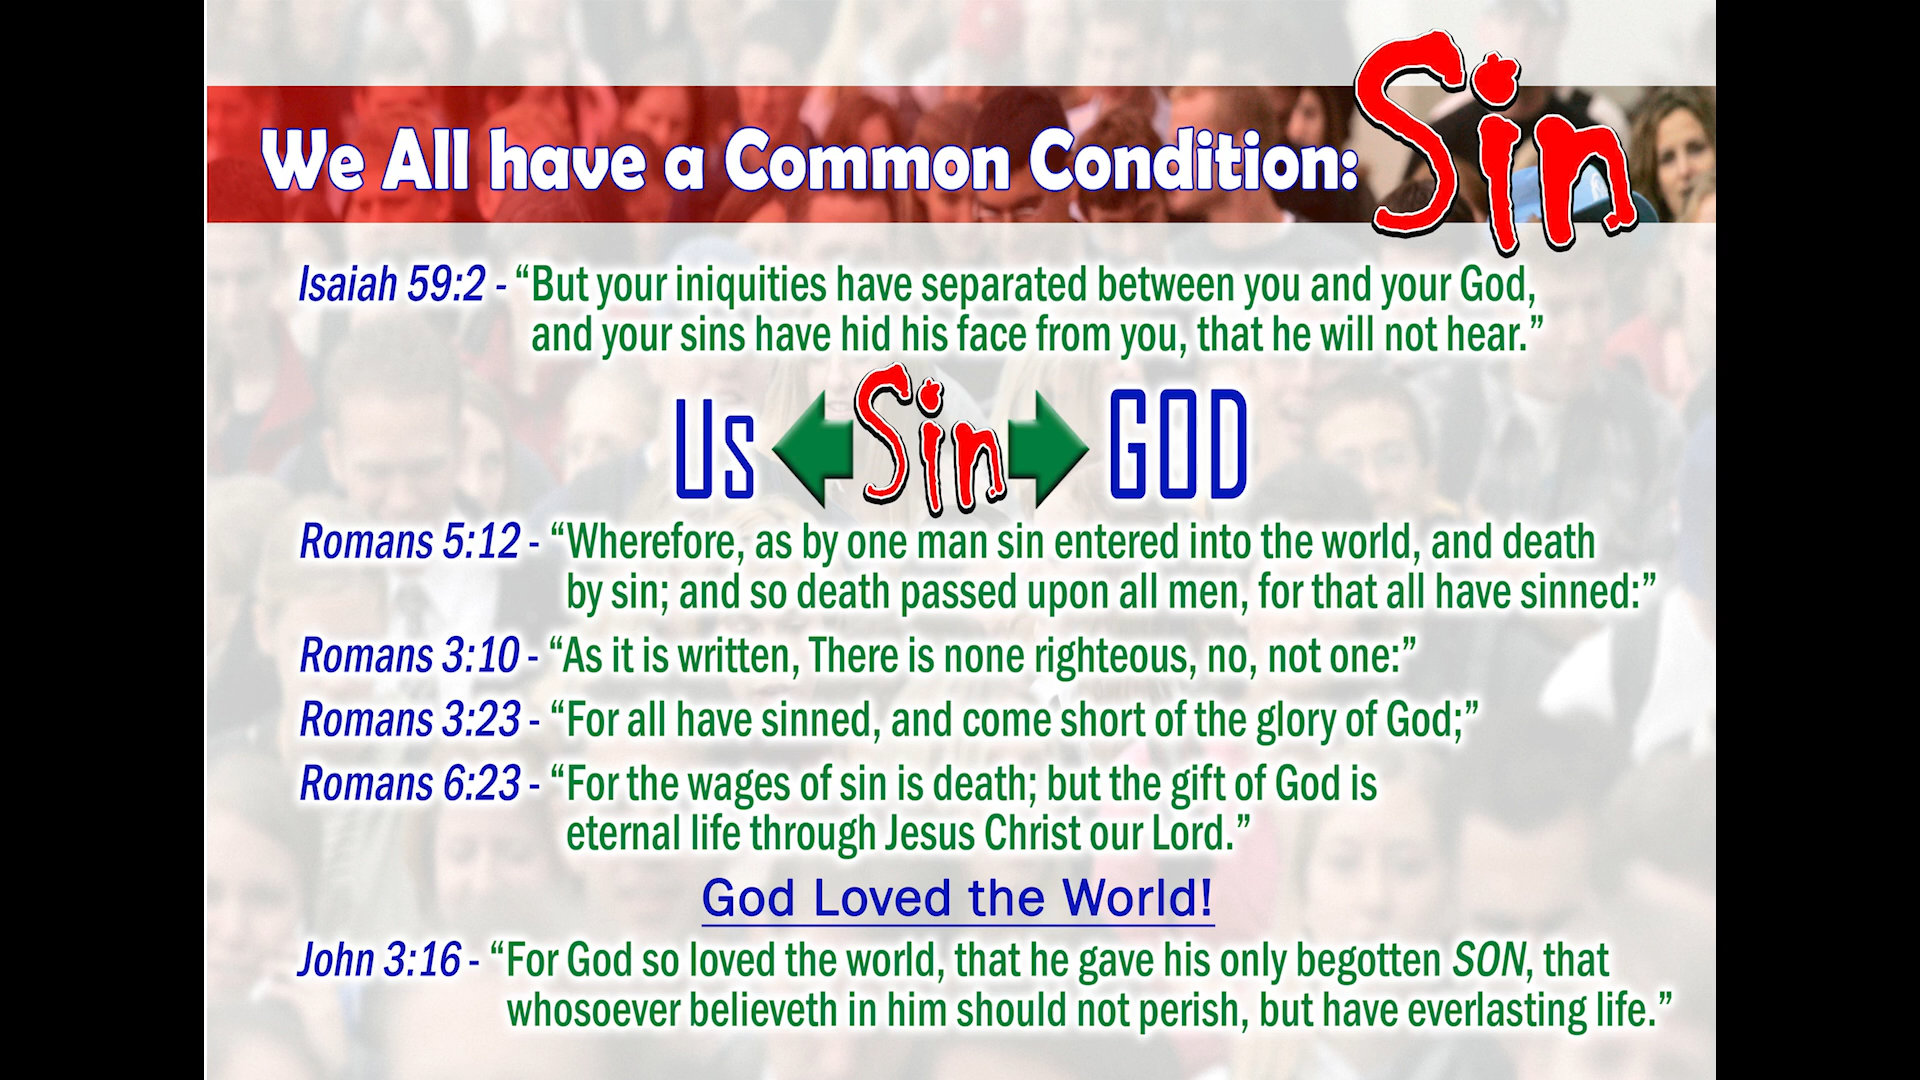 We All have a Common Condition: Sin
Isaiah 59:2 - “But your iniquities have separated between you and your God,
and your sins have hid his face from you, that he will not hear.”
Us Sin GOD
Romans 5:12 - “Wherefore, as by one man sin entered into the world, and death
by sin; and so death passed upon all men, for that all have sinned:”
Romans 3:10 - “As it is written, There is none righteous, no, not one:”
Romans 3:23 - “For all have sinned, and come short of the glory of God;”
Romans 6:23 - “For the wages of sin is death; but the gift of God is
eternal life through Jesus Christ our Lord.”
God Loved the World!
John 3:16 - “For God so loved the world, that he gave his only begotten SON, that
whosoever believeth in him should not perish, but have everlasting life.”